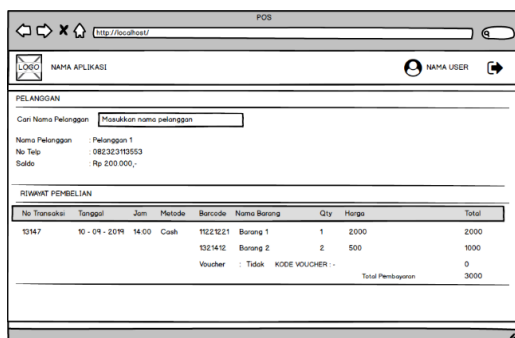 POS
http://localhost/
LOGO NAMA APLIKASI NAMA USER
PELANGGAN
Cari Nama Pelanggan Masukkan nama pelanggan
Nama Pelanggan : Pelanggan 1
No Telp : 082323113553
Saldo : Rp 200.000,-
RIWAYAT PEMBELIAN
No Transaksi Tanggal Jam Metode Barcode Nama Barang Qty Harga Total
13147 10 - 09 - 2019 14:00 Cash 11221221 Barang 1 1 2000 2000
1321412 Barang 2 2 500 1000
Voucher : Tidak KODE VOUCHER : - 0
Total Pembayaran 3000